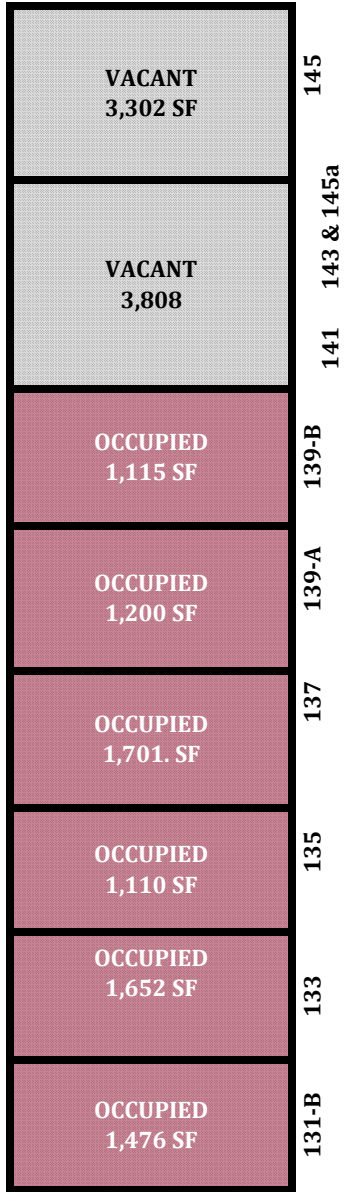 VACANT
3,302 SF
145
VACANT
3,808
143 & 145a
141
OCCUPIED
1,115 SF
139-B
OCCUPIED
1,200 SF
139-A
OCCUPIED
1,701. SF
137
OCCUPIED
1,110 SF
135
OCCUPIED
1,652 SF
133
OCCUPIED
1,476 SF
131-B